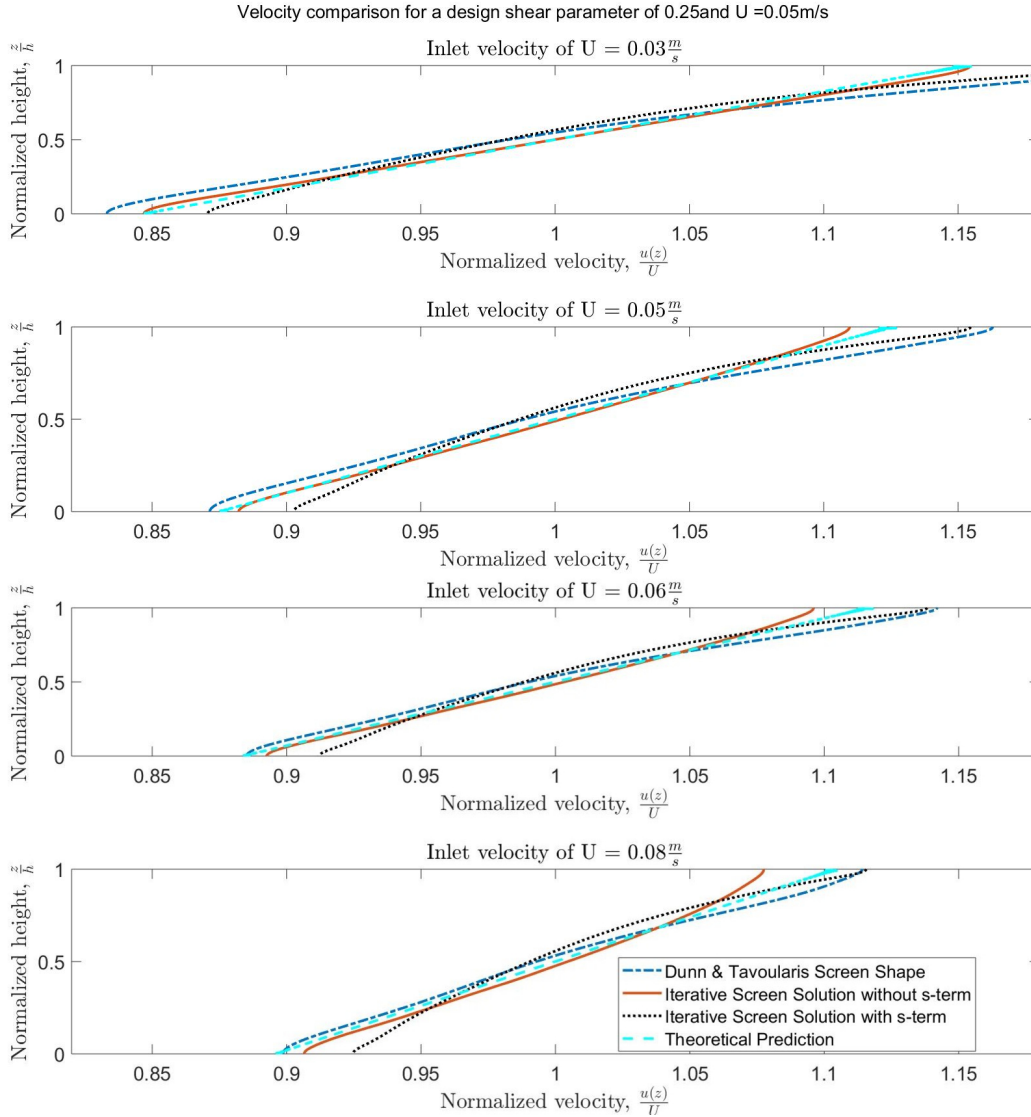 Velocity comparison for a design shear parameter of 0.25and U =0.05m/s
Inlet velocity of U = 0.03 m/s
Normalized height, z/h
1
0.5
0
0.85 0.9 0.95 1 1.05 1.1 1.15
Normalized velocity, u(z)/U
Inlet velocity of U = 0.05 m/s
Normalized height, z/h
1
0.5
0
0.85 0.9 0.95 1 1.05 1.1 1.15
Normalized velocity, u(z)/U
Inlet velocity of U = 0.06 m/s
Normalized height, z/h
1
0.5
0
0.85 0.9 0.95 1 1.05 1.1 1.15
Normalized velocity, u(z)/U
Inlet velocity of U = 0.08 m/s
Normalized height, z/h
1
0.5
0
Dunn & Tavoularis Screen Shape
Iterative Screen Solution without s-term
Iterative Screen Solution with s-term
Theoretical Prediction
0.85 0.9 0.95 1 1.05 1.1 1.15
Normalized velocity, u(z)/U